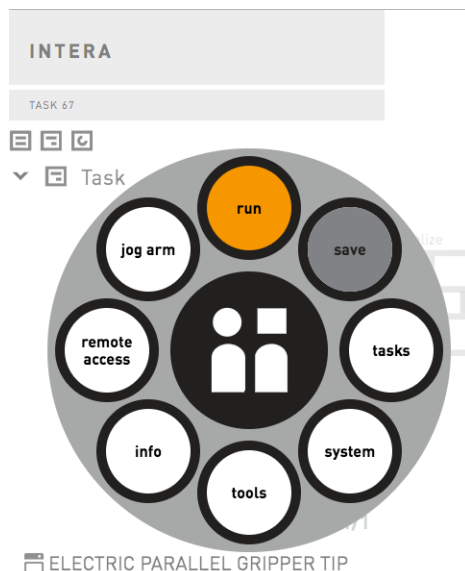 INTERA
TASK 67
Task
run
jog arm
save
remote
access
tasks
info
system
tools
ELECTRIC PARALLEL GRIPPER TIP